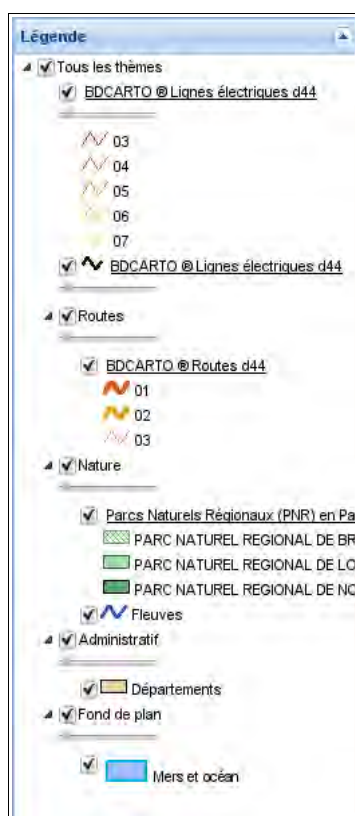 Légende
Tous les thèmes
BDCARTO ® Lignes électriques d44
03
04
05
06
07
BDCARTO ® Lignes électriques d44
Routes
BDCARTO ® Routes d44
01
02
03
Nature
Parcs Naturels Régionaux (PNR) en Pa
PARC NATUREL REGIONAL DE BR
PARC NATUREL REGIONAL DE LO
PARC NATUREL REGIONAL DE NO
Fleuves
Administratif
Départements
Fond de plan
Mers et océan